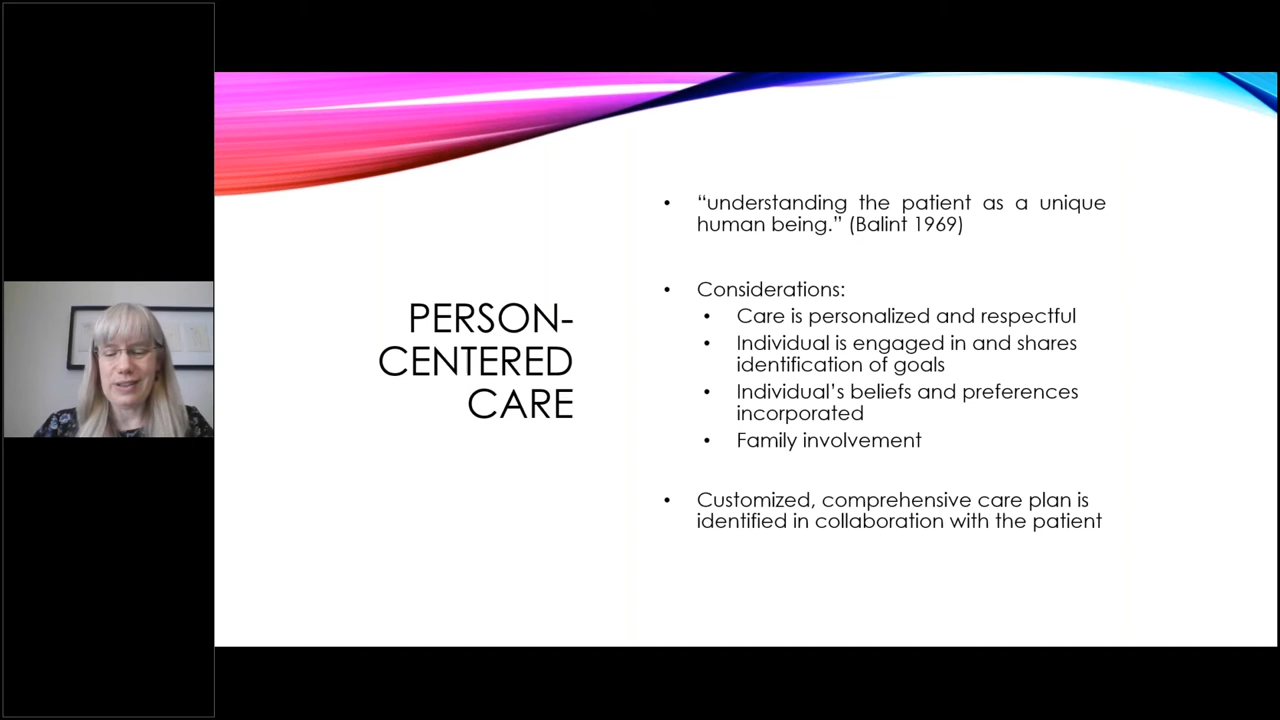 PERSON-
CENTERED
CARE
• “understanding the patient as a unique
human being.” (Balint 1969)
• Considerations:
• Care is personalized and respectful
• Individual is engaged in and shares
identification of goals
• Individual’s beliefs and preferences
incorporated
• Family involvement
• Customized, comprehensive care plan is
identified in collaboration with the patient